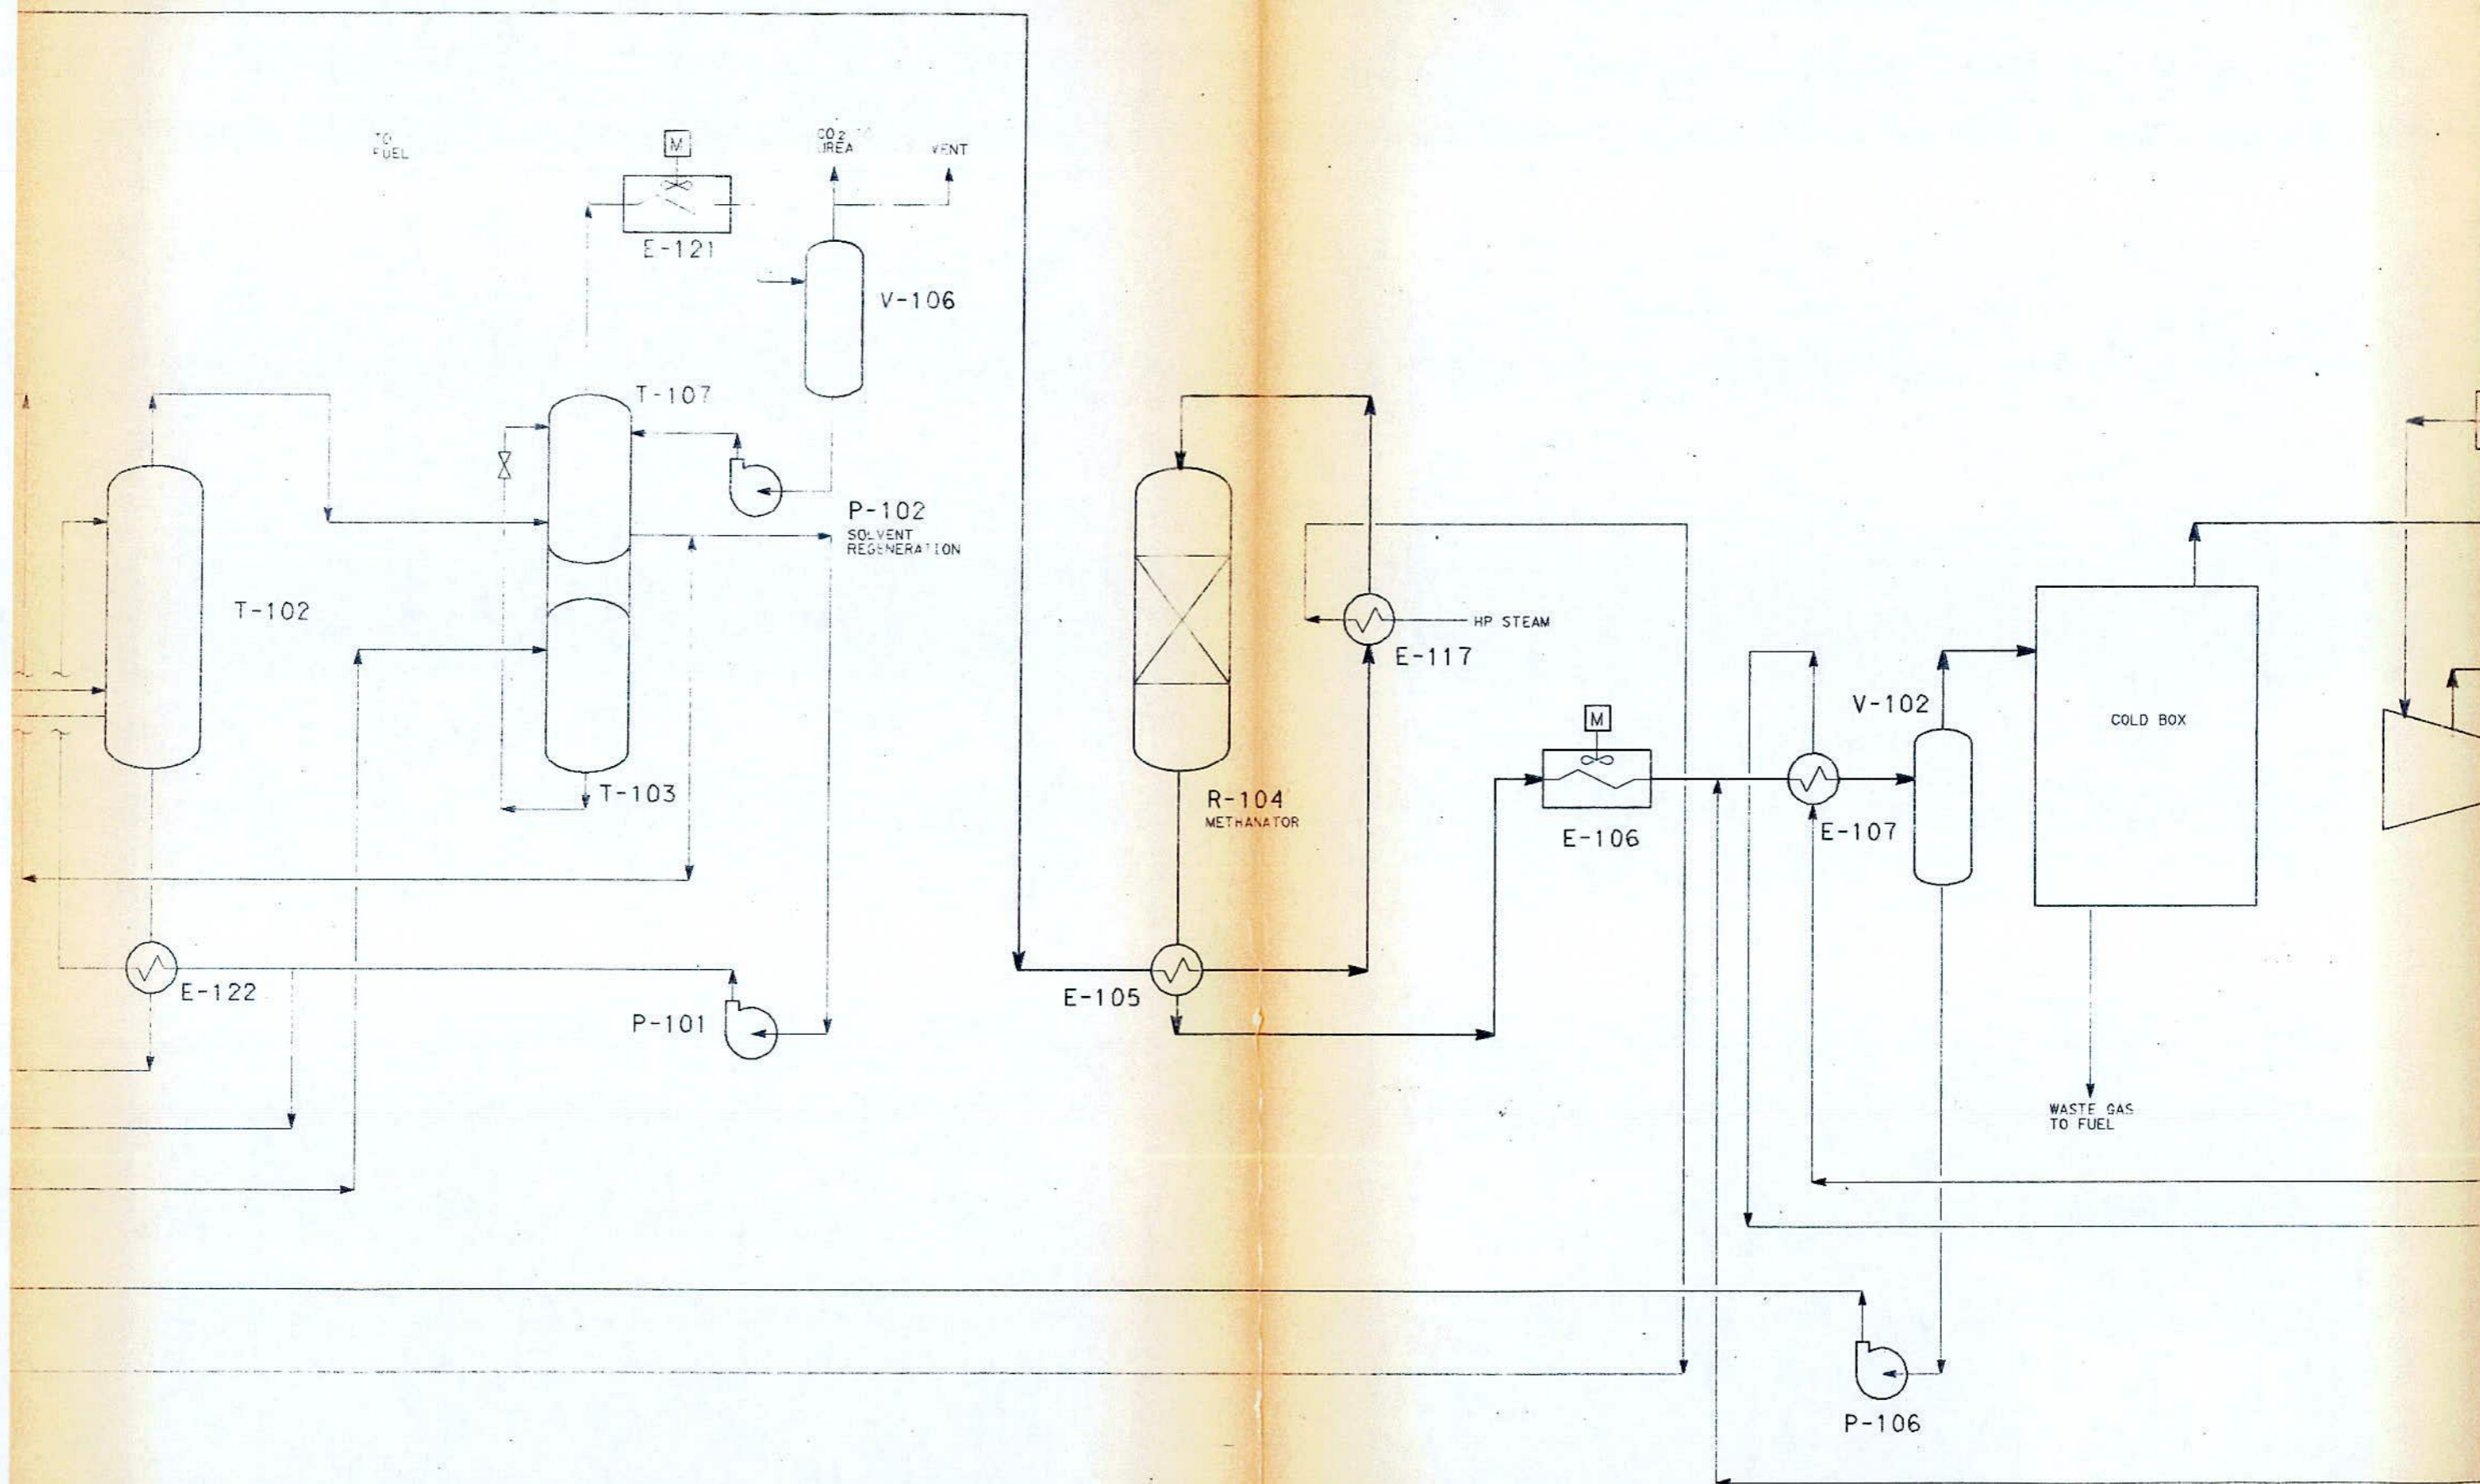 TO
FUEL
M
E-121
CO2 TO
UREA
VENT
V-106
T-107
P-102
SOLVENT
REGENERATION
T-102
T-103
E-122
P-101
HP STEAM
E-117
R-104
METHANATOR
E-105
M
E-106
V-102
E-107
COLD BOX
WASTE GAS
TO FUEL
P-106